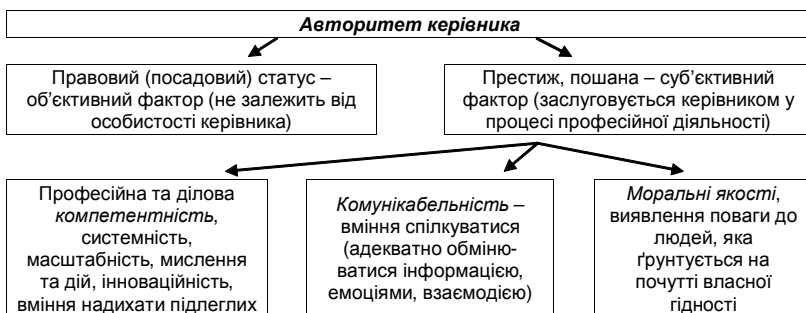 Авторитет керівника
Правовий (посадовий) статус –
об’єктивний фактор (не залежить від
особистості керівника)
Престиж, пошана – суб’єктивний
фактор (заслуговується керівником у
процесі професійної діяльності)
Професійна та ділова
компетентність,
системність,
масштабність, мислення
та дій, інноваційність,
вміння надихати підлеглих
Комунікабельність –
вміння спілкуватися
(адекватно обміню-
ватися інформацією,
емоціями, взаємодією)
Моральні якості,
виявлення поваги до
людей, яка
ґрунтується на
почутті власної
гідності